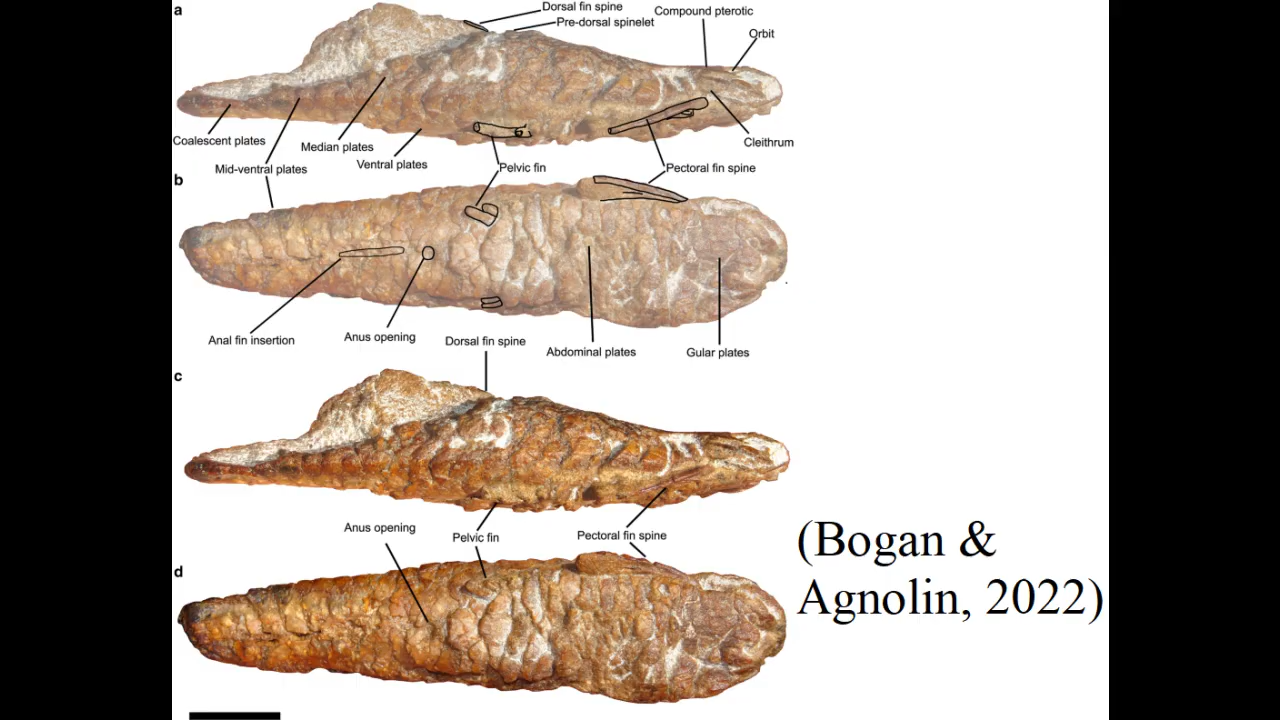 a
Dorsal fin spine
Pre-dorsal spinelet
Compound pterotic
Orbit
Coalescent plates
Mid-ventral plates
Median plates
Ventral plates
Pelvic fin
Pectoral fin spine
Cleithrum
b
Anal fin insertion
Anus opening
Dorsal fin spine
Abdominal plates
Gular plates
c
Anus opening
Pelvic fin
Pectoral fin spine
d
(Bogan &
Agnolin, 2022)